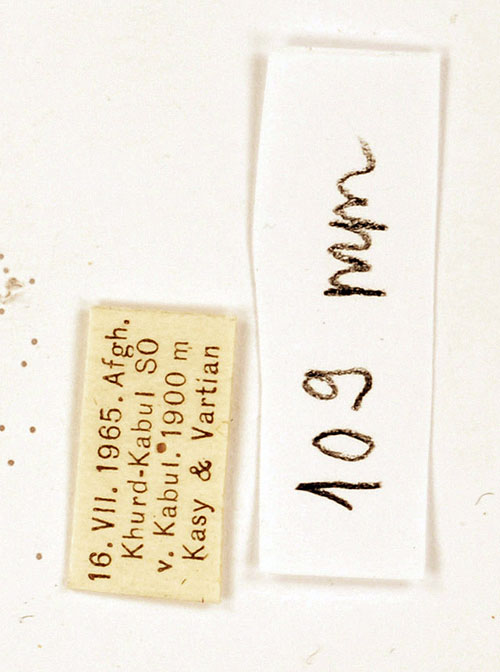 16. VII. 1965. Afgh.
Khurd-Kabul SO
v. Kabul. 1900 m
Kasy & Vartian
109 mm